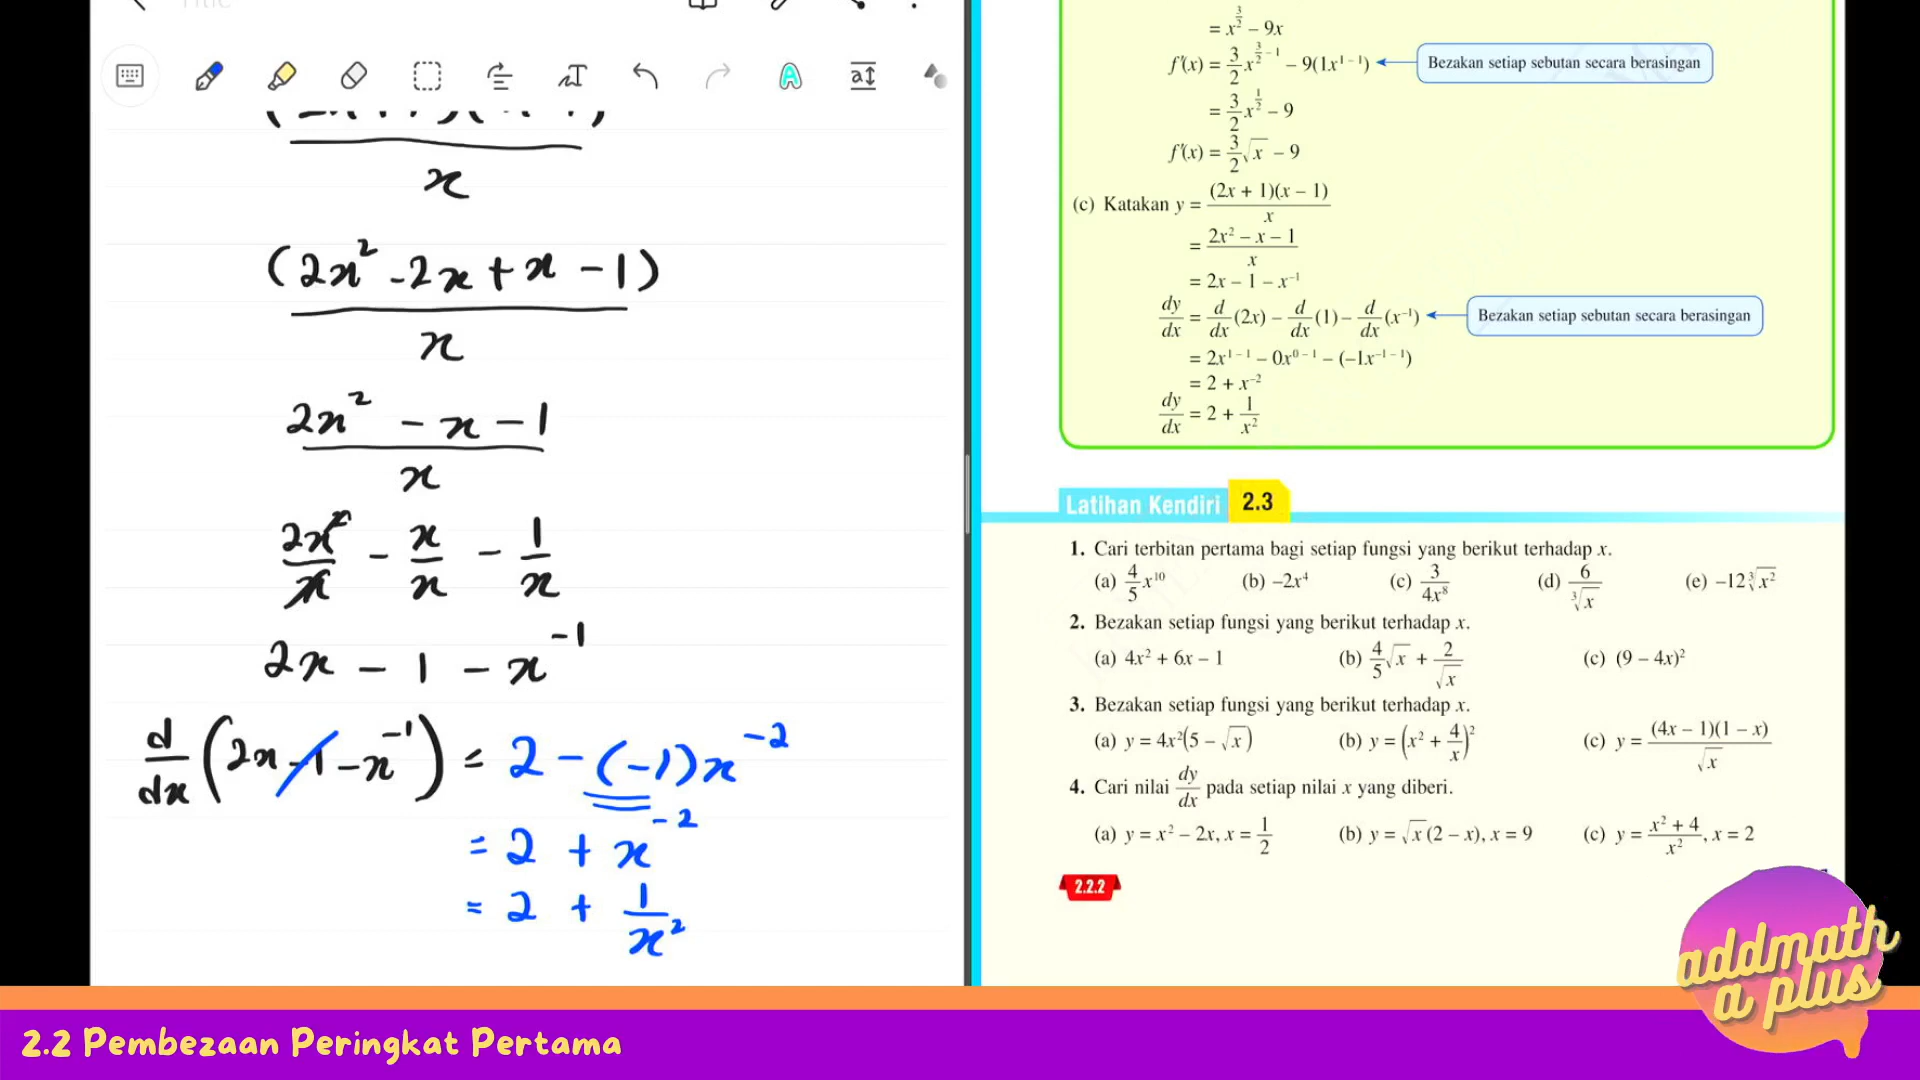 Title
x
(2x² - 2x + x - 1)
x
2x² - x - 1
x
2x²/x - x/x - 1/x
2x - 1 - x⁻¹
d/dx (2x - 1 - x⁻¹) = 2 - (-1)x⁻²
= 2 + x⁻²
= 2 + 1/x²
= x^(3/2) – 9x
f′(x) = 3/2 x^(3/2 – 1) – 9(1x^(1 – 1)) Bezakan setiap sebutan secara berasingan
= 3/2 x^(1/2) – 9
f′(x) = 3/2 √x – 9
(c) Katakan y = (2x + 1)(x – 1)/x
= (2x² – x – 1)/x
= 2x – 1 – x⁻¹
dy/dx = d/dx (2x) – d/dx (1) – d/dx (x⁻¹) Bezakan setiap sebutan secara berasingan
= 2x^(1 – 1) – 0x^(0 – 1) – (–1x^(–1 – 1))
= 2 + x⁻²
dy/dx = 2 + 1/x²
Latihan Kendiri 2.3
1. Cari terbitan pertama bagi setiap fungsi yang berikut terhadap x.
(a) 4/5 x¹⁰ (b) –2x⁴ (c) 3/(4x⁸) (d) 6/∛x (e) –12∛x²
2. Bezakan setiap fungsi yang berikut terhadap x.
(a) 4x² + 6x – 1 (b) 4/5 √x + 2/√x (c) (9 – 4x)²
3. Bezakan setiap fungsi yang berikut terhadap x.
(a) y = 4x²(5 – √x) (b) y = (x² + 4/x)² (c) y = (4x – 1)(1 – x)/√x
4. Cari nilai dy/dx pada setiap nilai x yang diberi.
(a) y = x² – 2x, x = 1/2 (b) y = √x (2 – x), x = 9 (c) y = (x² + 4)/x², x = 2
2.2.2
addmath
a plus
2.2 Pembezaan Peringkat Pertama